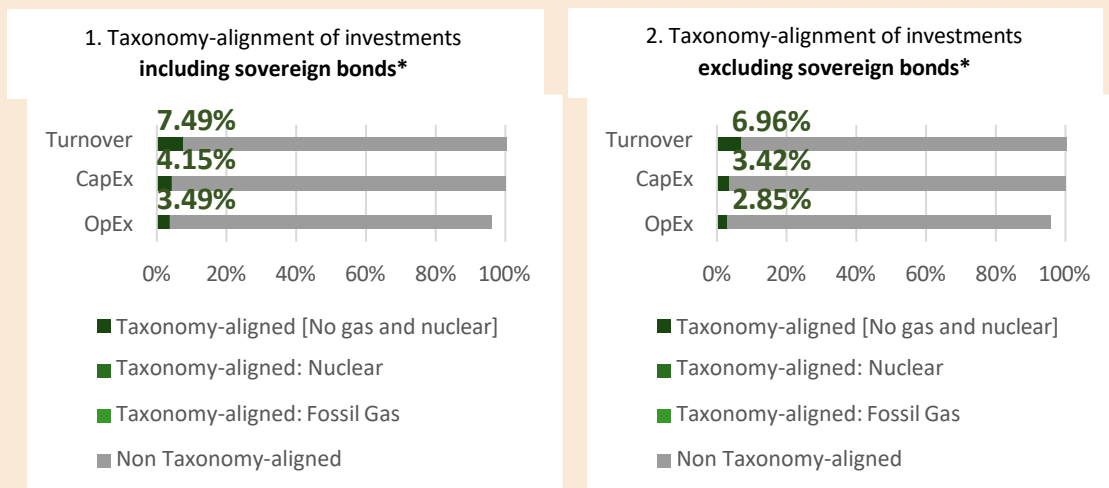 1. Taxonomy-alignment of investments
including sovereign bonds*
7.49%
Turnover
4.15%
CapEx
3.49%
OpEx
0% 20% 40% 60% 80% 100%
Taxonomy-aligned [No gas and nuclear]
Taxonomy-aligned: Nuclear
Taxonomy-aligned: Fossil Gas
Non Taxonomy-aligned
2. Taxonomy-alignment of investments
excluding sovereign bonds*
6.96%
Turnover
3.42%
CapEx
2.85%
OpEx
0% 20% 40% 60% 80% 100%
Taxonomy-aligned [No gas and nuclear]
Taxonomy-aligned: Nuclear
Taxonomy-aligned: Fossil Gas
Non Taxonomy-aligned